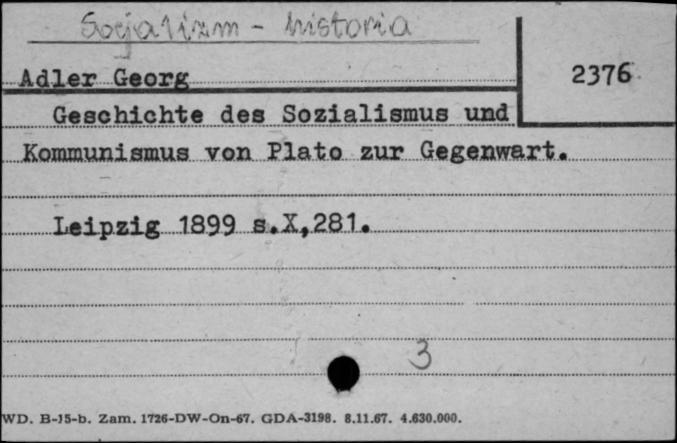 Socjalizm - historia
Adler Georg
2376
Geschichte des Sozialismus und
Kommunismus von Plato zur Gegenwart.
Leipzig 1899 s.X,281.
3
WD. B-15-b. Zam. 1726-DW-On-67. GDA-3198. 8.11.67. 4.630.000.